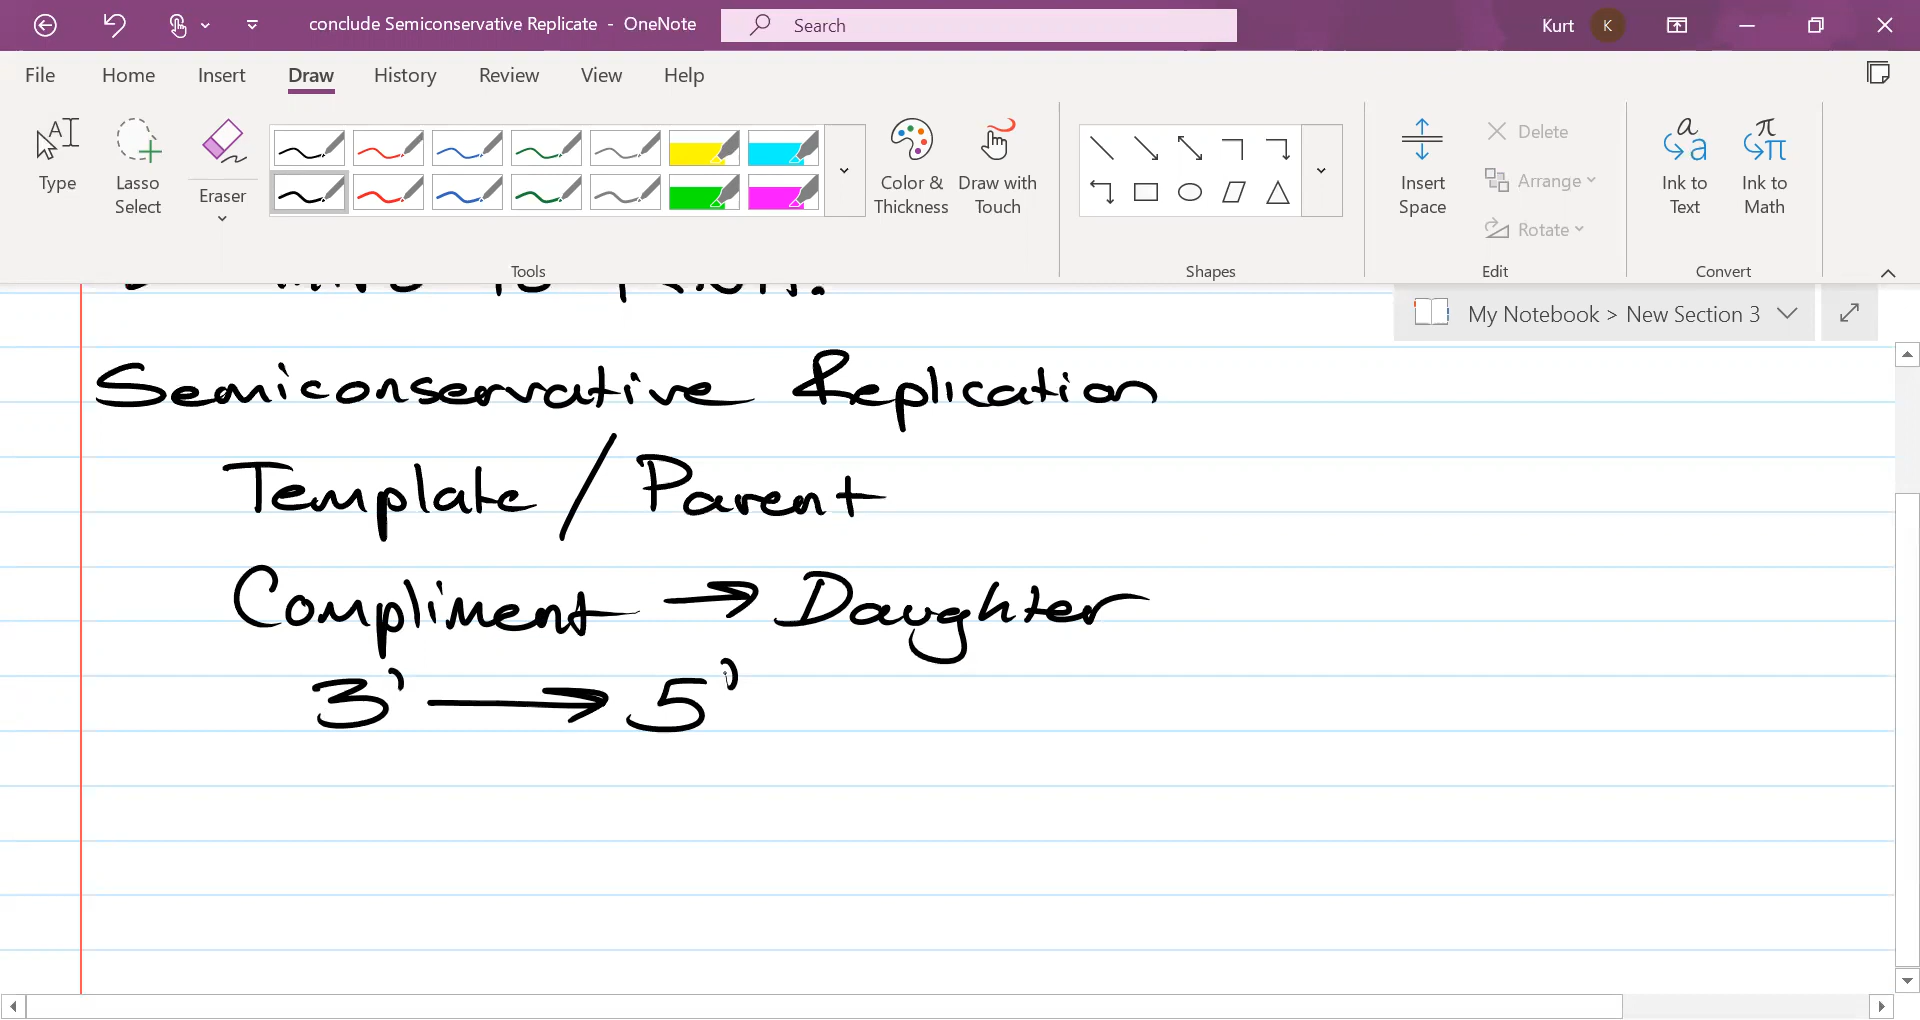 conclude Semiconservative Replicate - OneNote
Search
Kurt K
File Home Insert Draw History Review View Help
Type
Lasso Select
Eraser
Color & Thickness
Draw with Touch
Insert Space
Delete
Arrange
Rotate
Ink to Text
Ink to Math
Tools Shapes Edit Convert
My Notebook > New Section 3
Semiconservative Replication
Template / Parent
Compliment → Daughter
3' → 5'